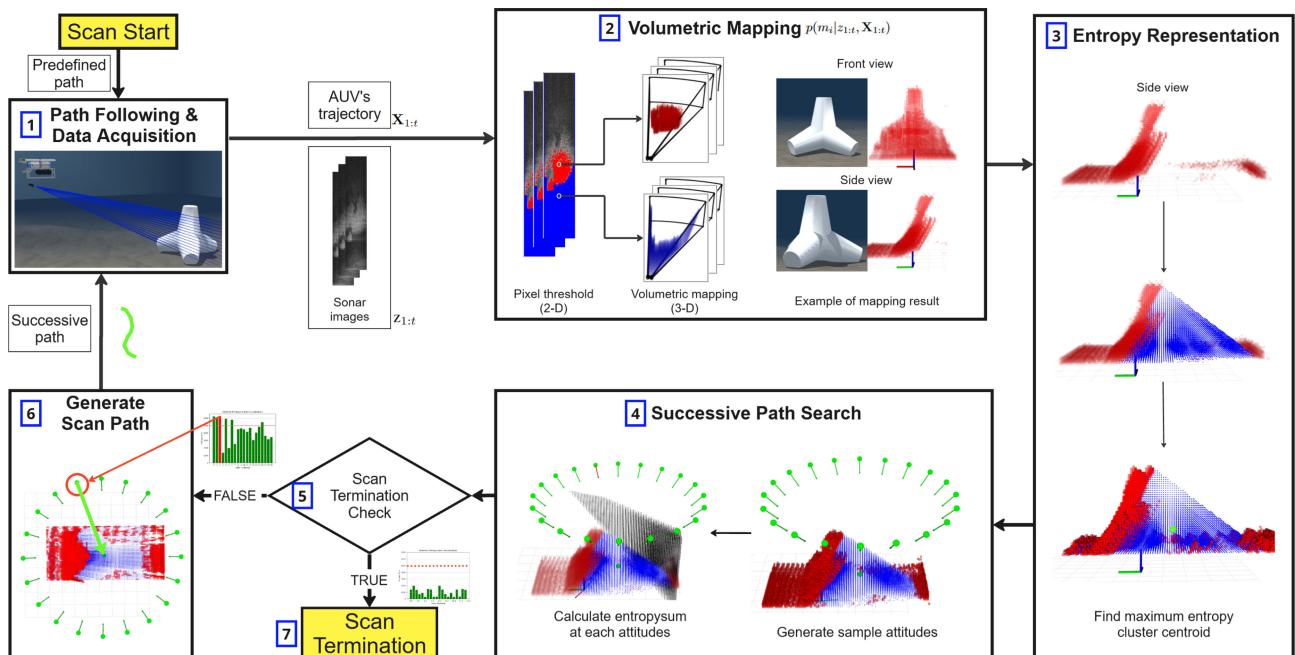 Scan Start
Predefined
path
1
Path Following &
Data Acquisition
AUV's
trajectory
X1:t
Sonar
images
z1:t
2
Volumetric Mapping p(mi|z1:t, X1:t)
Front view
Side view
Pixel threshold
(2-D)
Volumetric mapping
(3-D)
Example of mapping result
3
Entropy Representation
Side view
Find maximum entropy
cluster centroid
4
Successive Path Search
Calculate entropysum
at each attitudes
Generate sample attitudes
5
Scan
Termination
Check
FALSE
TRUE
6
Generate
Scan Path
Successive
path
7
Scan
Termination